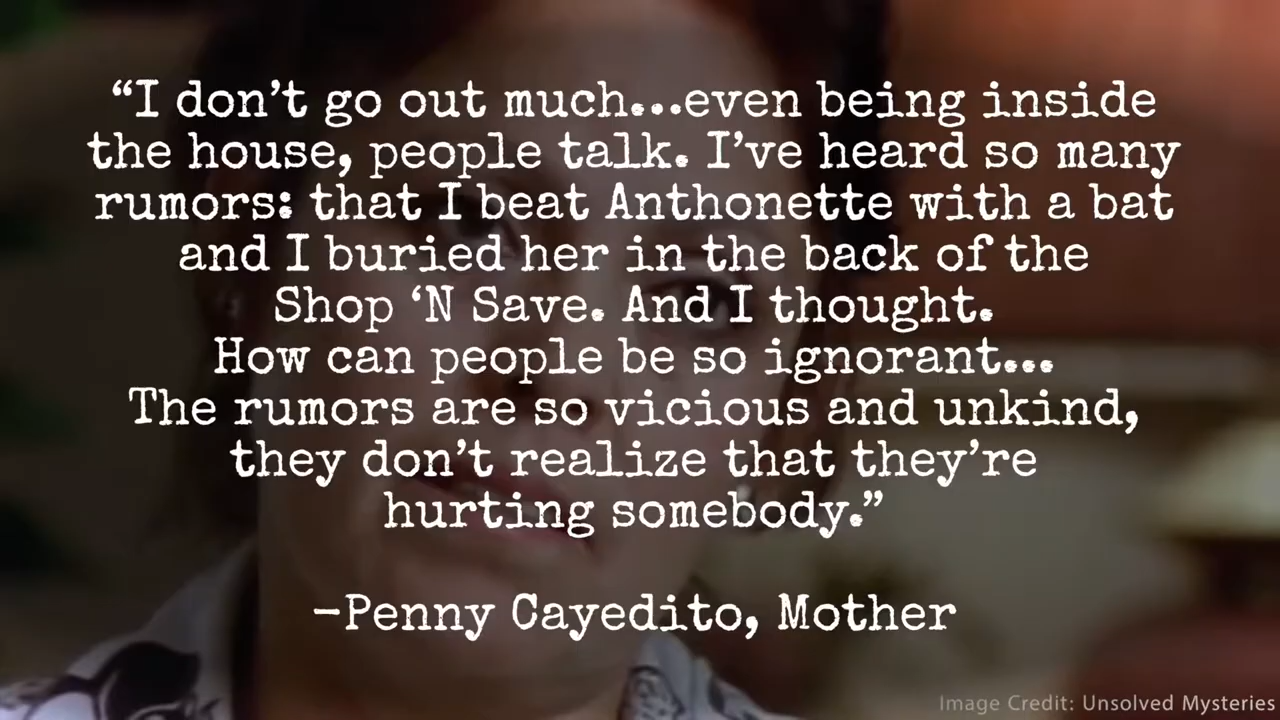 “I don’t go out much...even being inside
the house, people talk. I’ve heard so many
rumors: that I beat Anthonette with a bat
and I buried her in the back of the
Shop ‘N Save. And I thought.
How can people be so ignorant...
The rumors are so vicious and unkind,
they don’t realize that they’re
hurting somebody.”
–Penny Cayedito, Mother
Image Credit: Unsolved Mysteries